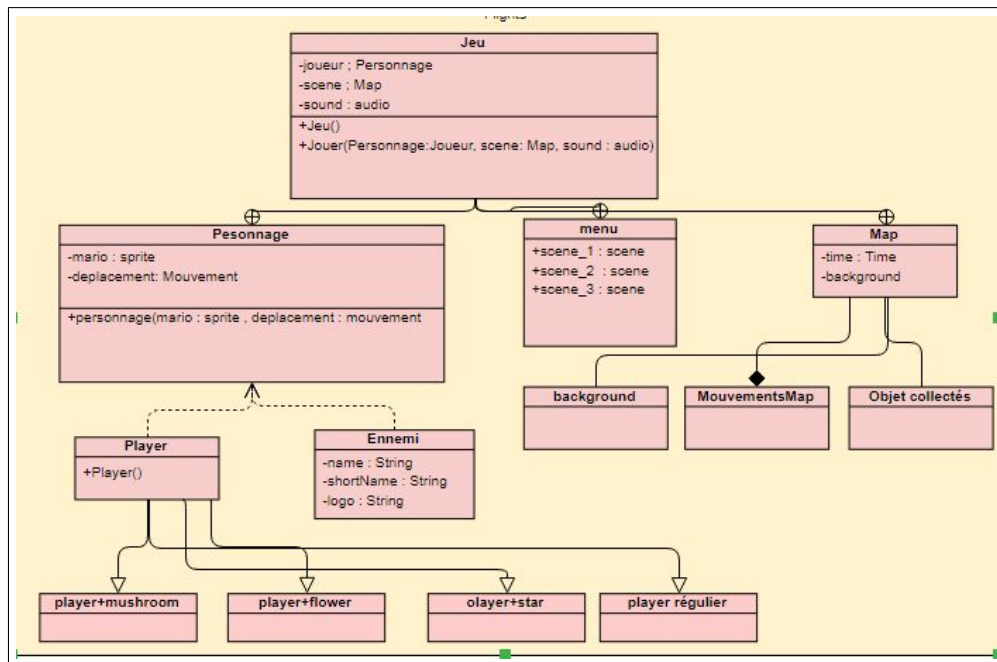 Jeu
-joueur ; Personnage
-scene ; Map
-sound : audio
+Jeu()
+Jouer(Personnage:Joueur, scene: Map, sound : audio)
Pesonnage
-mario : sprite
-deplacement: Mouvement
+personnage(mario : sprite , deplacement : mouvement
menu
+scene_1 : scene
+scene_2 : scene
+scene_3 : scene
Map
-time : Time
-background
background
MouvementsMap
Objet collectés
Player
+Player()
Ennemi
-name : String
-shortName : String
-logo : String
player+mushroom
player+flower
olayer+star
player régulier